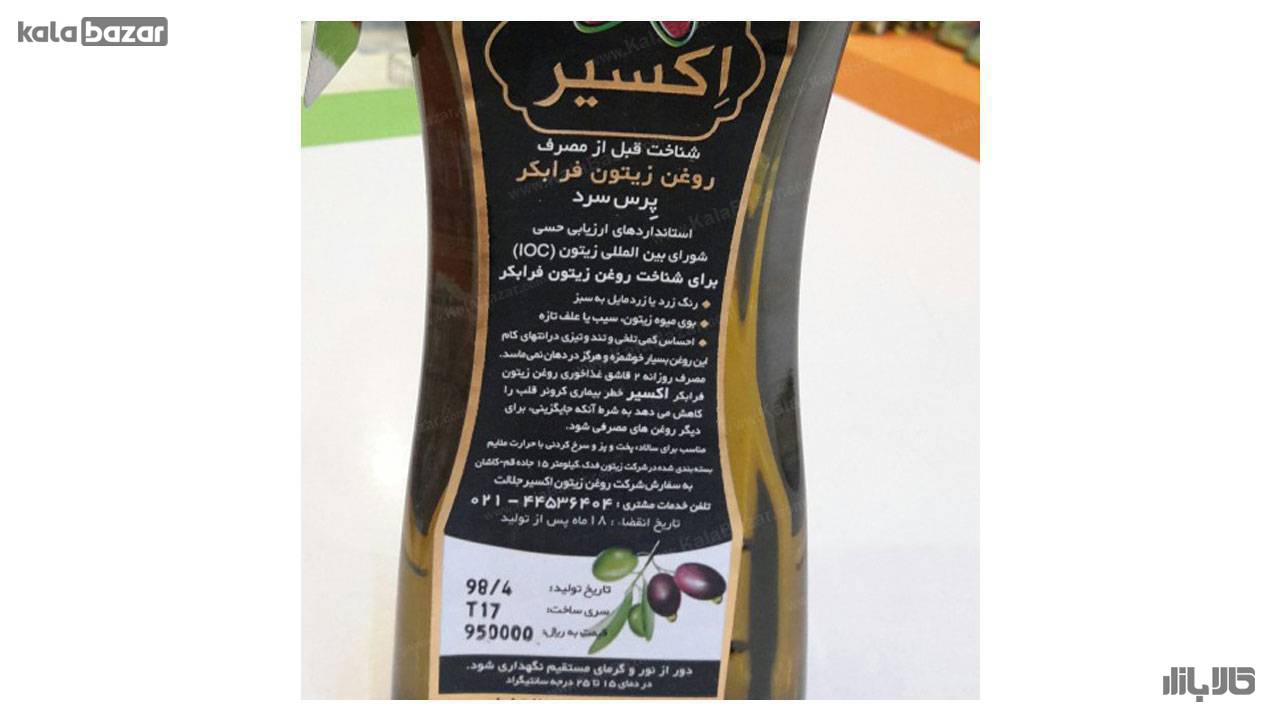 kala bazar
اِکسیر
شناخت قبل از مصرف
روغن زیتون فرابکر
پِرس سرد
استانداردهای ارزیابی حسی
شورای بین المللی زیتون (IOC)
برای شناخت روغن زیتون فرابکر
رنگ زرد یا زرد مایل به سبز
بوی میوه زیتون، سیب یا علف تازه
احساس کمی تلخی و تند و تیزی در انتهای کام
این روغن بسیار خوشمزه و هرگز در دهان نمی‌ماسد.
مصرف روزانه ۲ قاشق غذاخوری روغن زیتون
فرابکر اکسیر خطر بیماری کرونر قلب را
کاهش می دهد به شرط آنکه جایگزینی، برای
دیگر روغن های مصرفی شود.
مناسب برای سالاد، پخت و پز و سرخ کردنی با حرارت ملایم
بسته بندی شده در شرکت زیتون فدک، کیلومتر ۱۵ جاده قم-کاشان
به سفارش شرکت روغن زیتون اکسیر جلالت
تلفن خدمات مشتری: ۴۴۵۳۶۴۰۴ – ۰۲۱
تاریخ انقضاء: ۱۸ ماه پس از تولید
تاریخ تولید: 98/4
سری ساخت: T17
قیمت به ریال: 950000
دور از نور و گرمای مستقیم نگهداری شود.
در دمای ۱۵ تا ۲۵ درجه سانتیگراد
کالا بازار